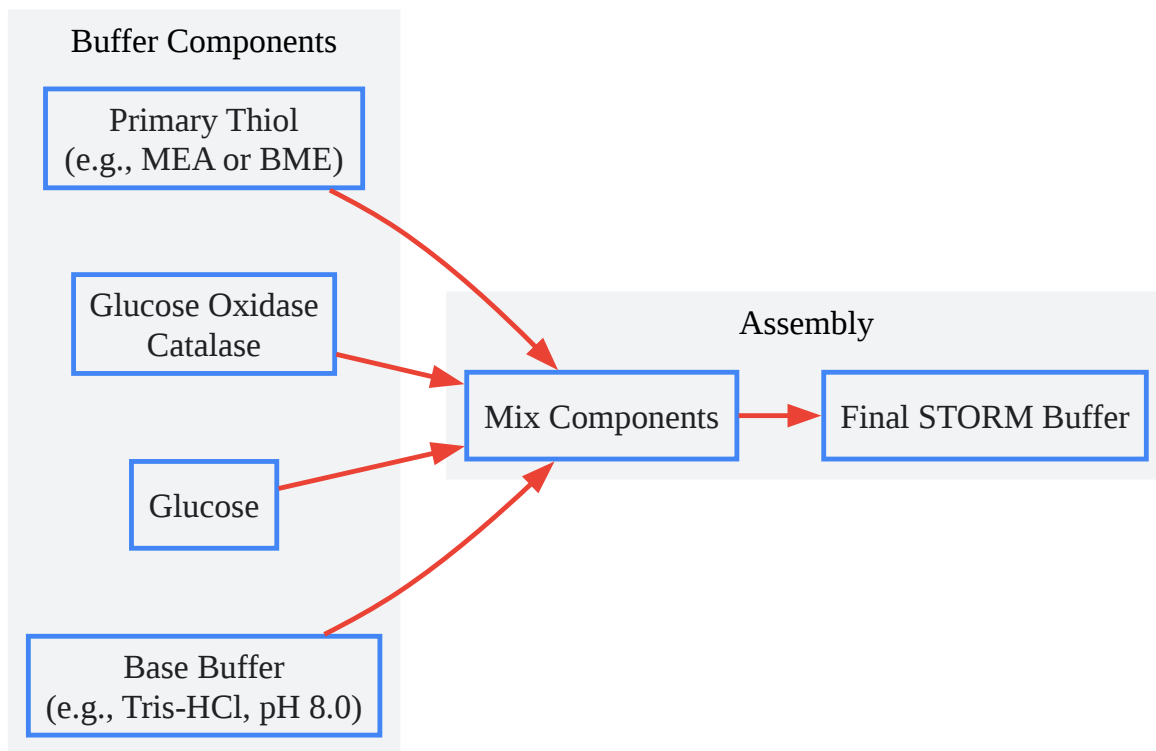 Buffer Components
Primary Thiol
(e.g., MEA or BME)
Glucose Oxidase
Catalase
Glucose
Base Buffer
(e.g., Tris-HCl, pH 8.0)
Assembly
Mix Components
Final STORM Buffer